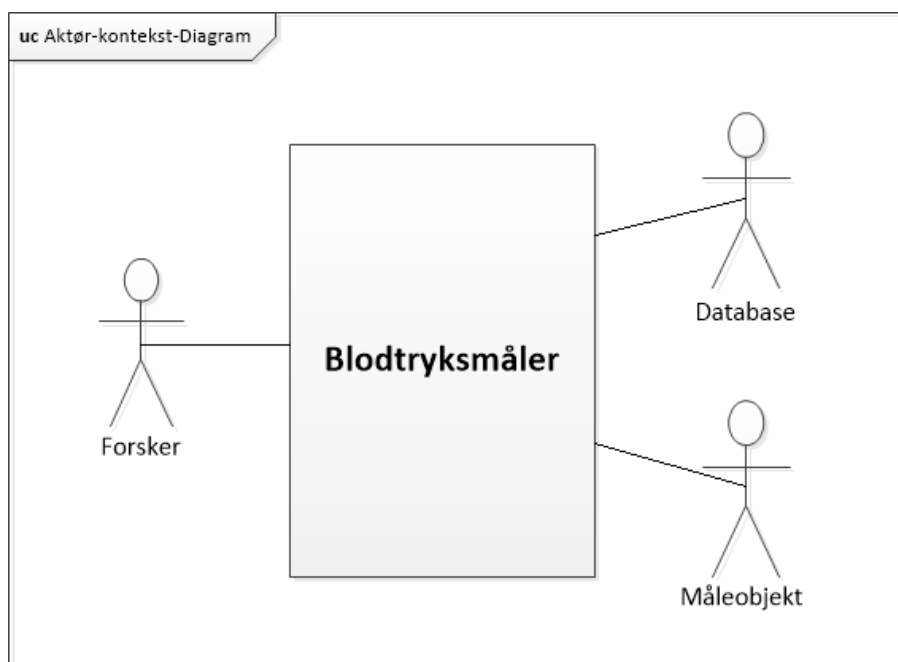 uc Aktør-kontekst-Diagram
Database
Blodtryksmåler
Forsker
Måleobjekt